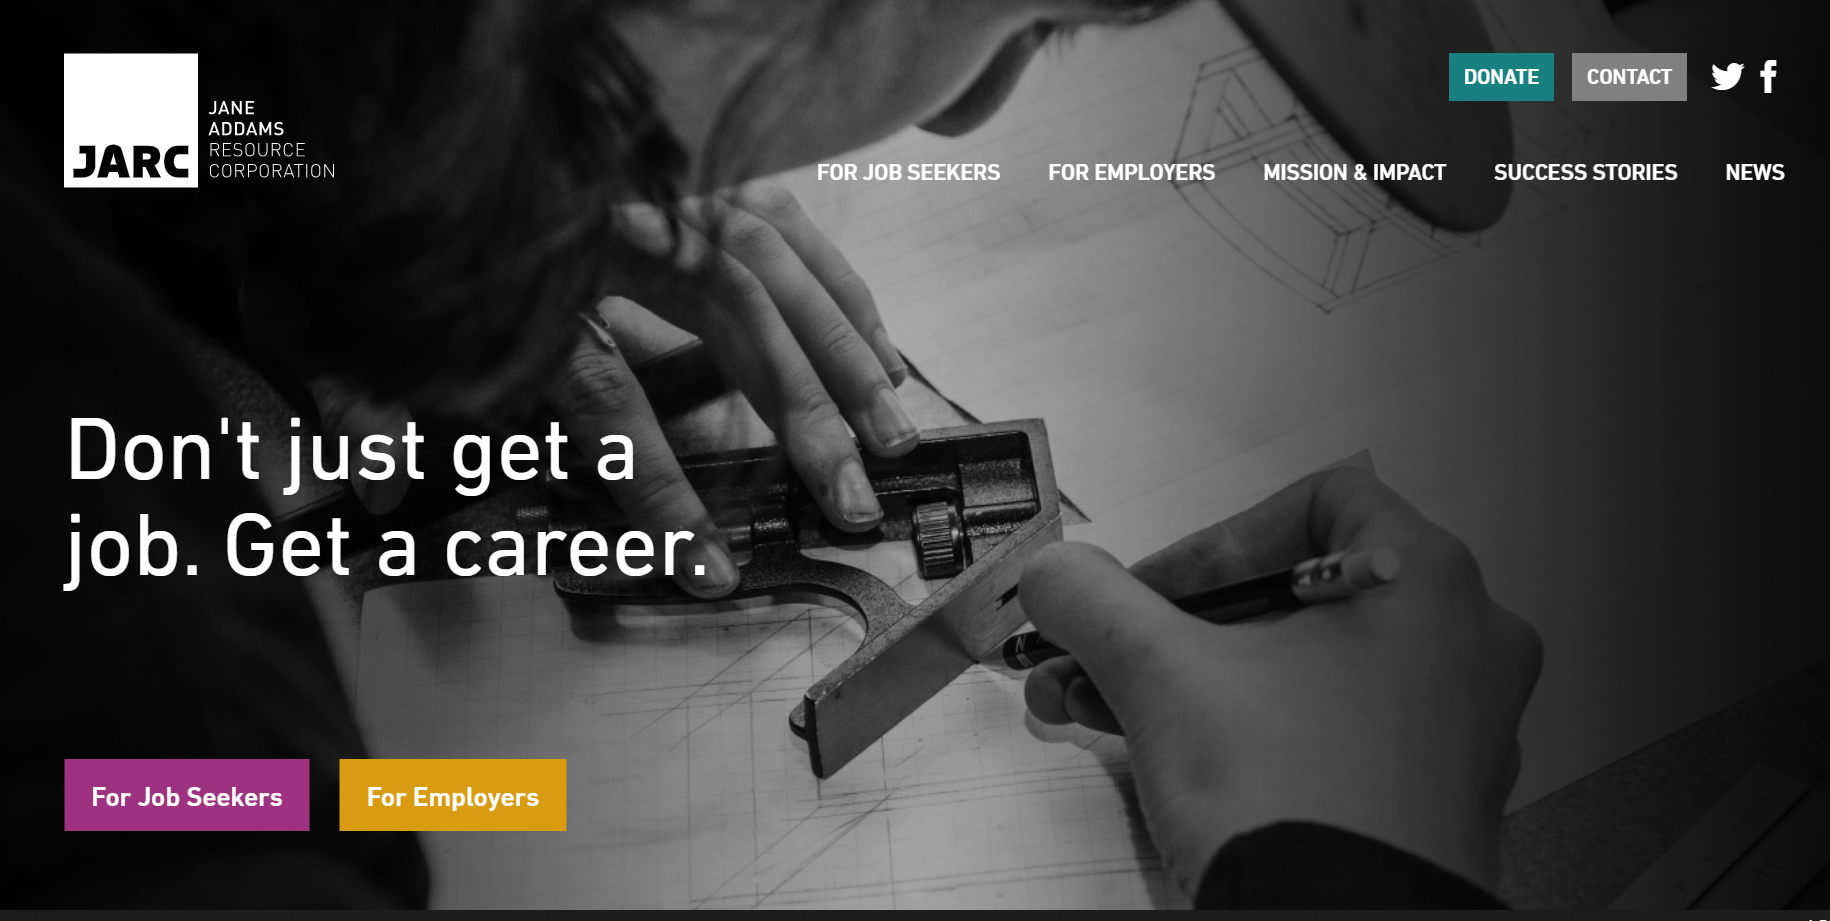 JARC
JANE
ADDAMS
RESOURCE
CORPORATION
DONATE
CONTACT
FOR JOB SEEKERS
FOR EMPLOYERS
MISSION & IMPACT
SUCCESS STORIES
NEWS
Don't just get a
job. Get a career.
For Job Seekers
For Employers